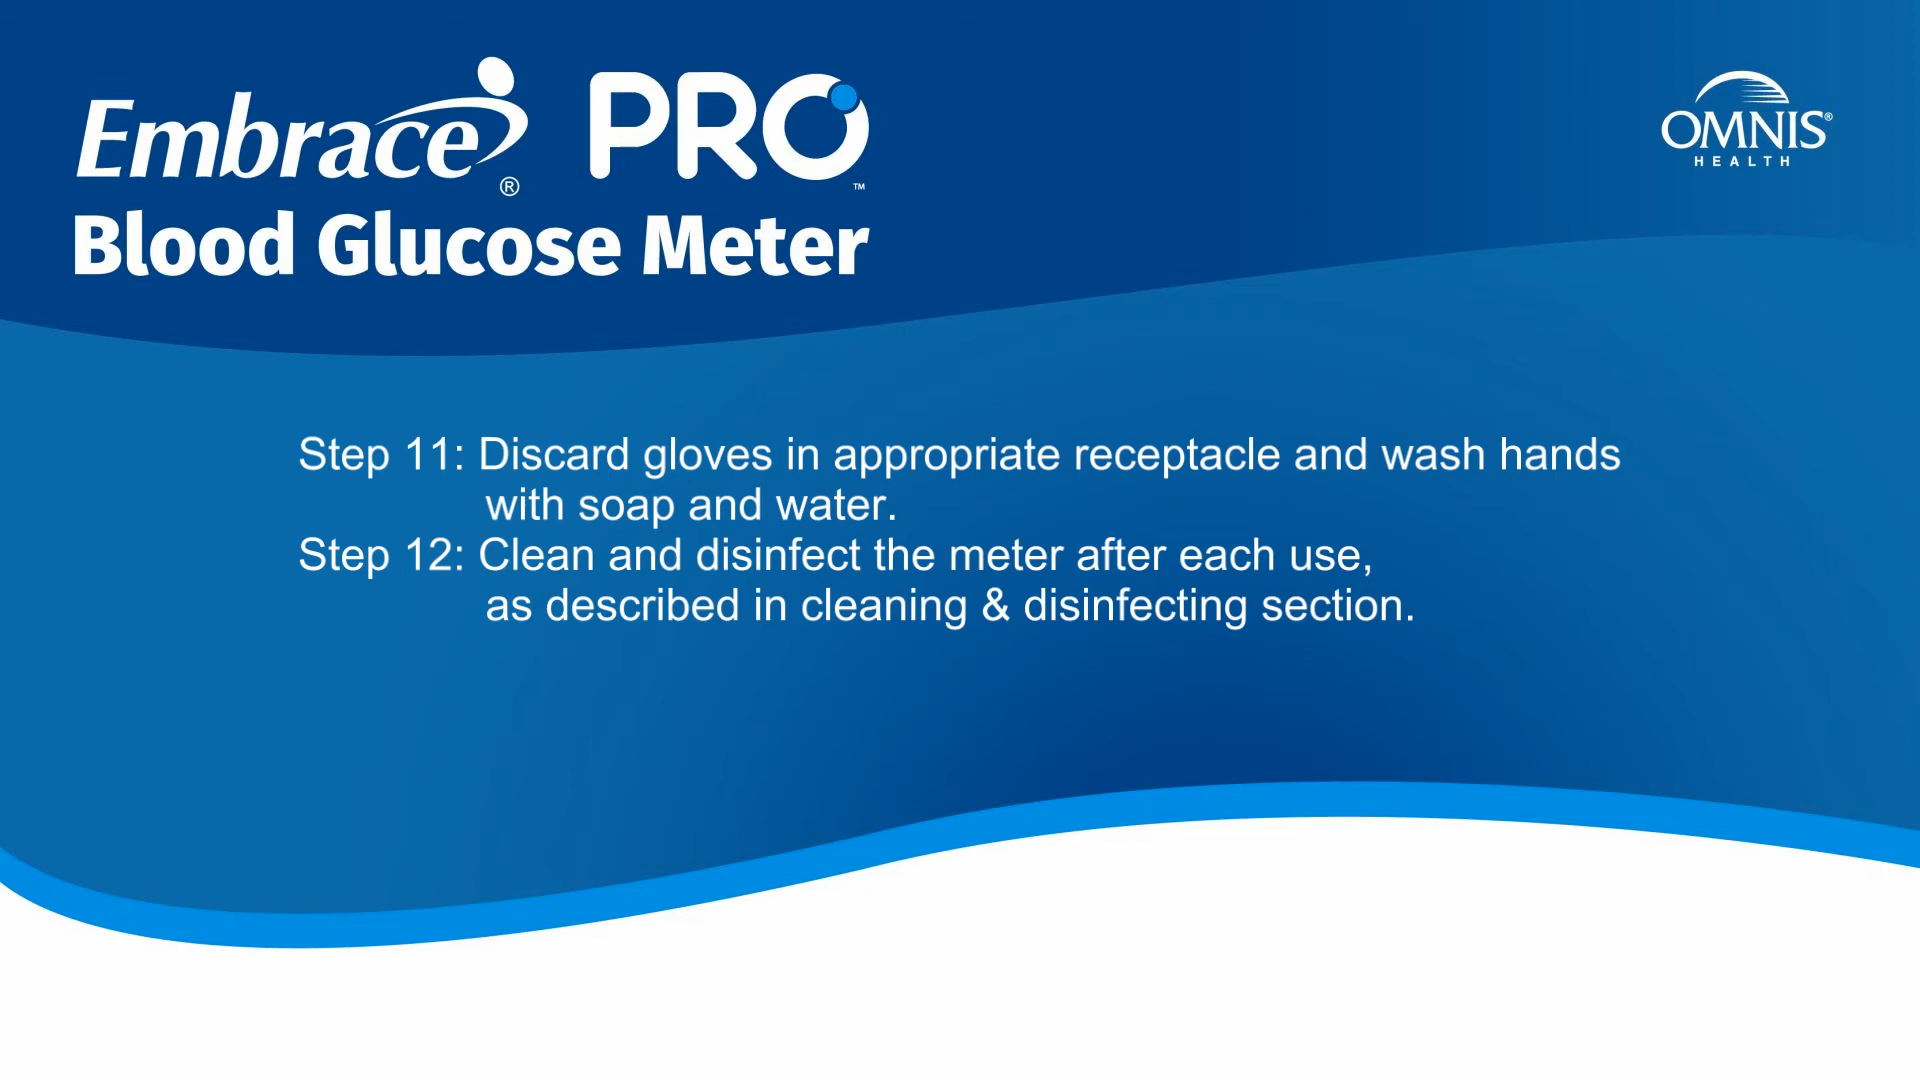 Embrace® PRO™
OMNIS®
HEALTH
Blood Glucose Meter
Step 11: Discard gloves in appropriate receptacle and wash hands
with soap and water.
Step 12: Clean and disinfect the meter after each use,
as described in cleaning & disinfecting section.